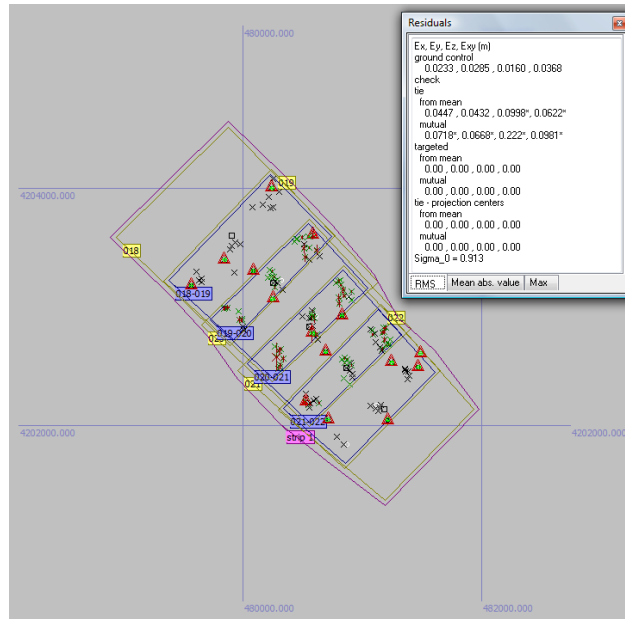 480000.000
Residuals
Ex, Ey, Ez, Exy (m)
ground control
0.0233 , 0.0285 , 0.0160 , 0.0368
check
tie
from mean
0.0447 , 0.0432 , 0.0998*, 0.0622*
mutual
0.0718*, 0.0668*, 0.222*, 0.0981*
targeted
from mean
0.00 , 0.00 , 0.00 , 0.00
mutual
0.00 , 0.00 , 0.00 , 0.00
tie - projection centers
from mean
0.00 , 0.00 , 0.00 , 0.00
mutual
0.00 , 0.00 , 0.00 , 0.00
Sigma_0 = 0.913
RMS Mean abs. value Max
4204000.000
019
018
018-019
022
019-020
020-021
021
021-022
strip 1
4202000.000
4202000.000
480000.000
482000.000